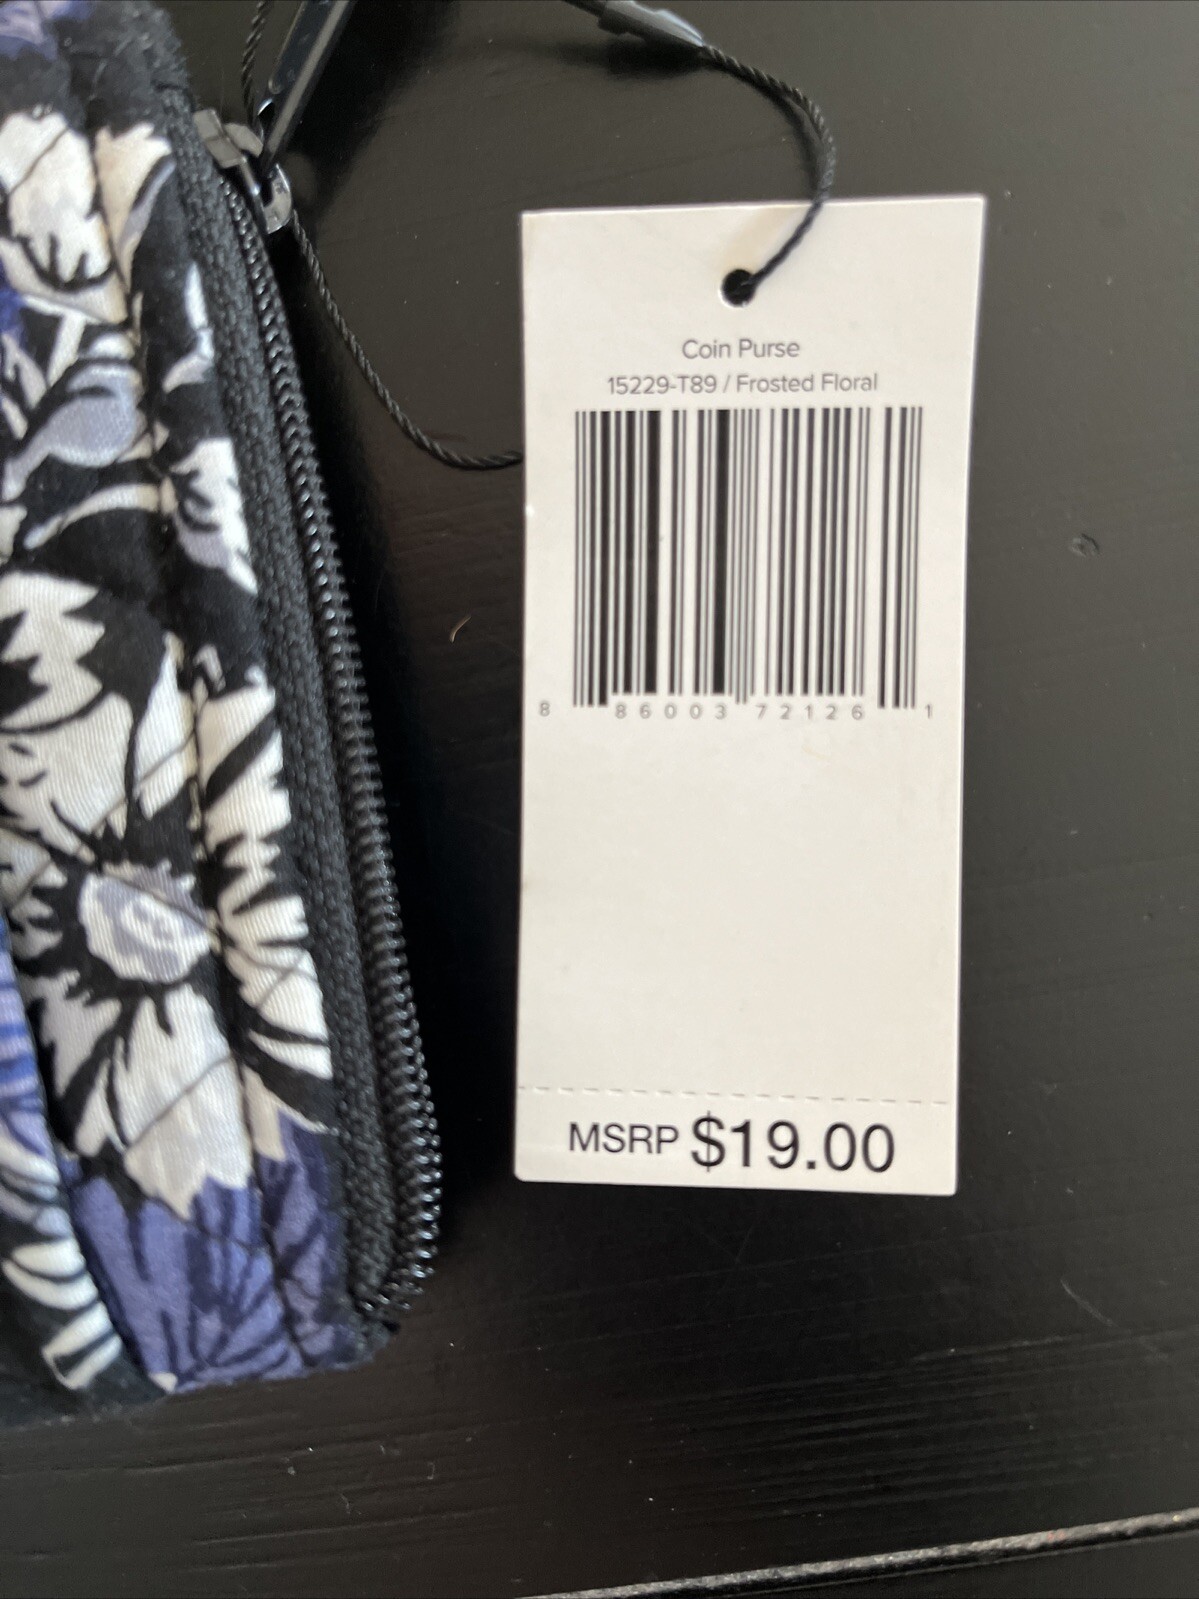 Coin Purse
15229-T89 / Frosted Floral
8 86003 72126 1
MSRP $19.00